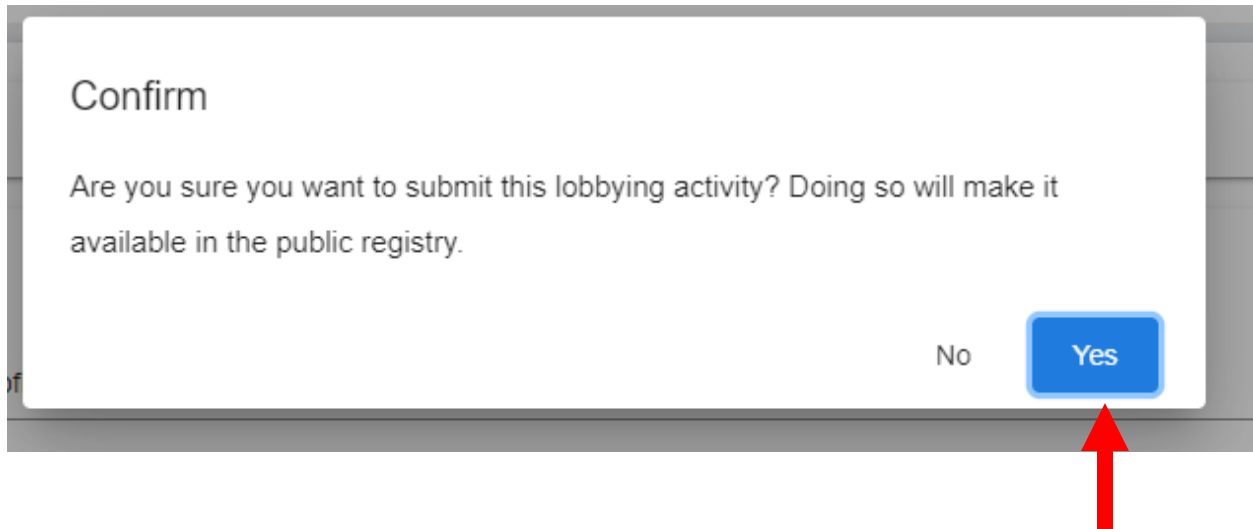 Confirm
Are you sure you want to submit this lobbying activity? Doing so will make it
available in the public registry.
No Yes
of